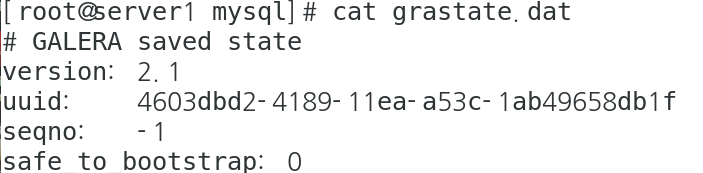 [root@server1 mysql]# cat grastate.dat
# GALERA saved state
version: 2.1
uuid:    4603dbd2-4189-11ea-a53c-1ab49658db1f
seqno:   -1
safe_to_bootstrap: 0